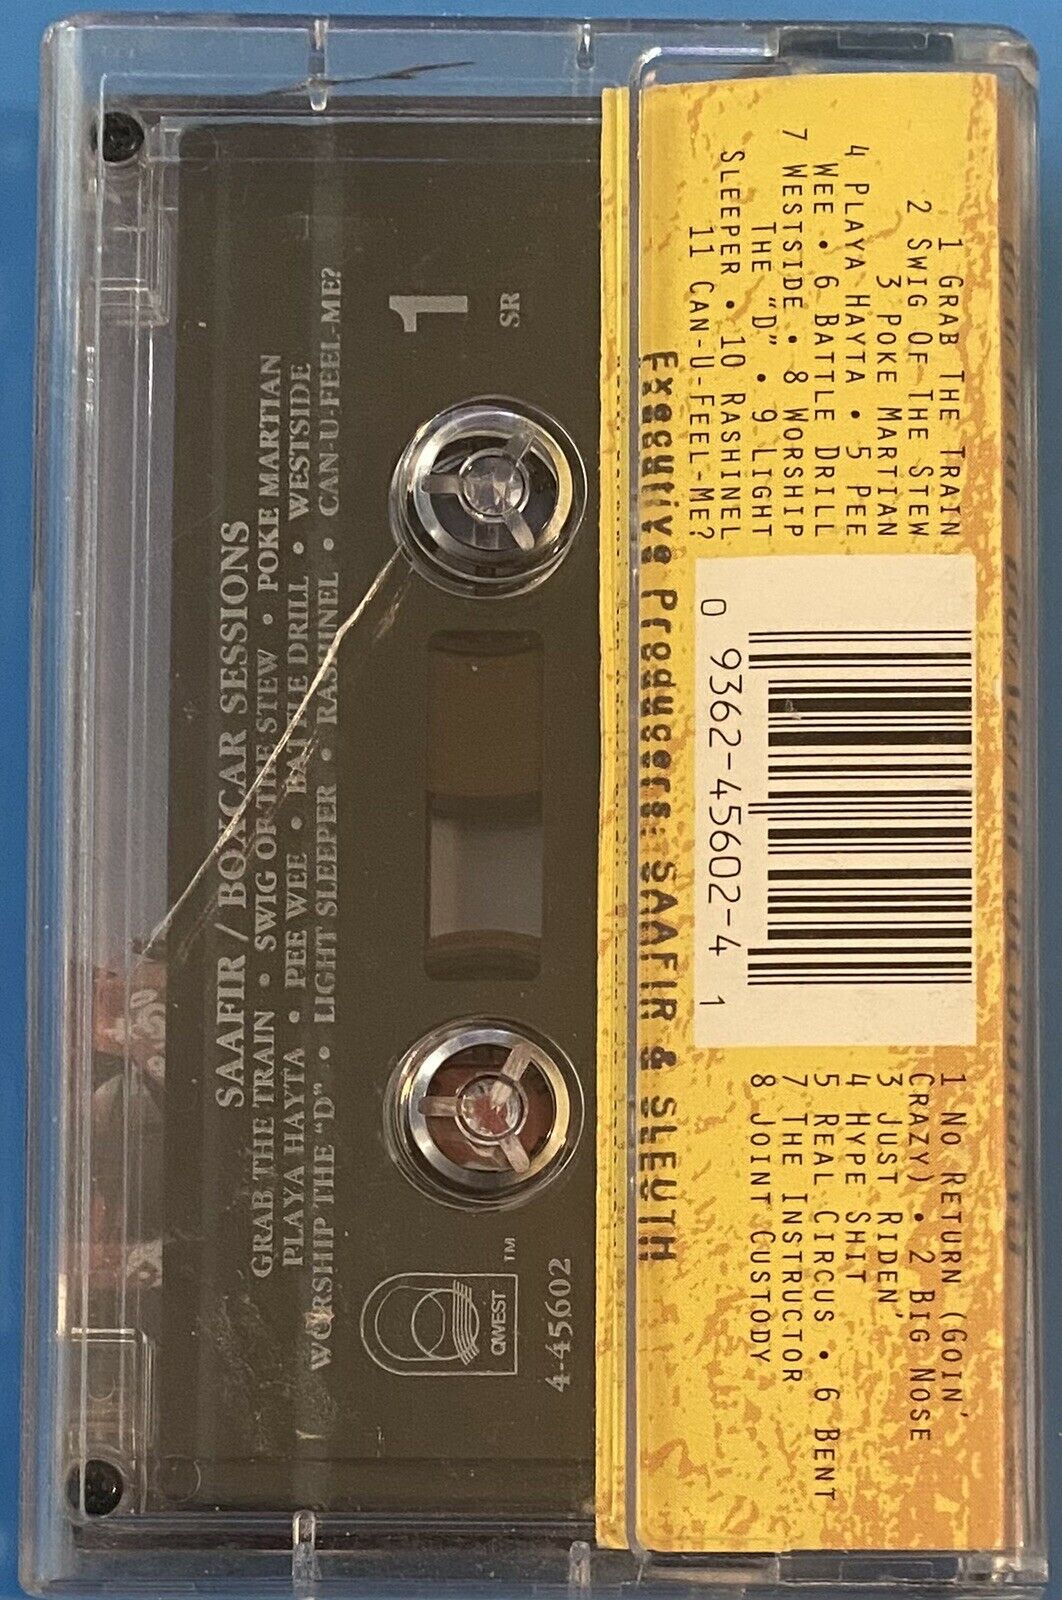 1 GRAB THE TRAIN
2 SWIG OF THE STEW
3 POKE MARTIAN
4 PLAYA HAYTA • 5 PEE
WEE • 6 BATTLE DRILL
7 WESTSIDE • 8 WORSHIP
THE "D" • 9 LIGHT
SLEEPER • 10 RASHINEL
11 CAN-U-FEEL-ME?
0 9362-45602-4 1
1 NO RETURN (GOIN'
CRAZY) • 2 BIG NOSE
3 JUST RIDEN'
4 HYPE SHIT
5 REAL CIRCUS • 6 BENT
7 THE INSTRUCTOR
8 JOINT CUSTODY
Executive Producers: SAAFIR & SLEUTH
1
SR
SAAFIR / BOXCAR SESSIONS
GRAB THE TRAIN • SWIG OF THE STEW • POKE MARTIAN
PLAYA HAYTA • PEE WEE • BATTLE DRILL • WESTSIDE
WORSHIP THE "D" • LIGHT SLEEPER • RASHINEL • CAN-U-FEEL-ME?
QWEST
TM
4-45602